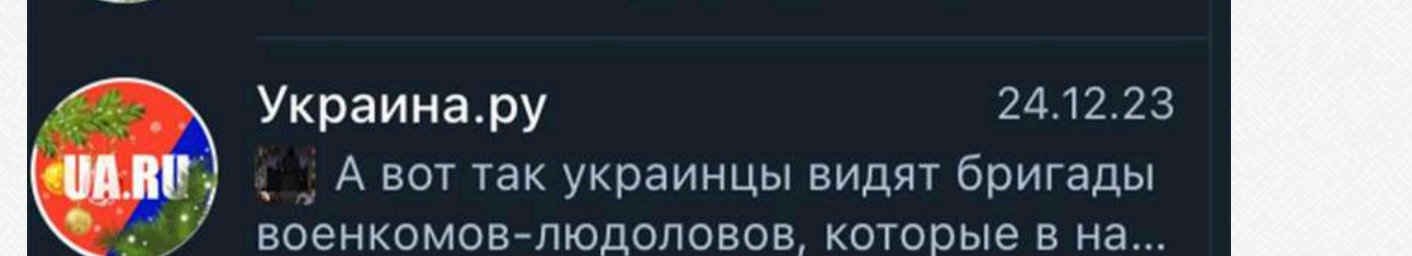 Украина.ру
24.12.23
UA.RU
А вот так украинцы видят бригады
военкомов-людоловов, которые в на...